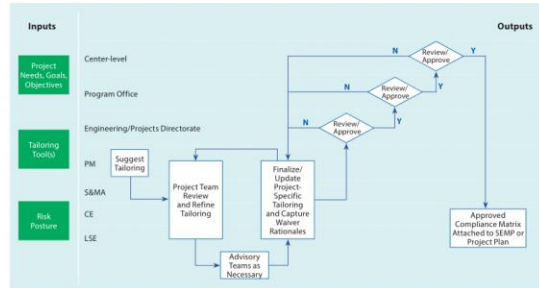 Inputs
Outputs
Project
Needs, Goals,
Objectives
Tailoring
Tool(s)
Risk
Posture
Center-level
Program Office
Engineering/Projects Directorate
PM
S&MA
CE
LSE
Suggest
Tailoring
Project Team
Review
and Refine
Tailoring
Advisory
Teams as
Necessary
Finalize/
Update
Project-
Specific
Tailoring
and Capture
Waiver
Rationales
Review/
Approve
N
Y
Review/
Approve
N
Y
Review/
Approve
N
Y
Approved
Compliance Matrix
Attached to SEMP or
Project Plan